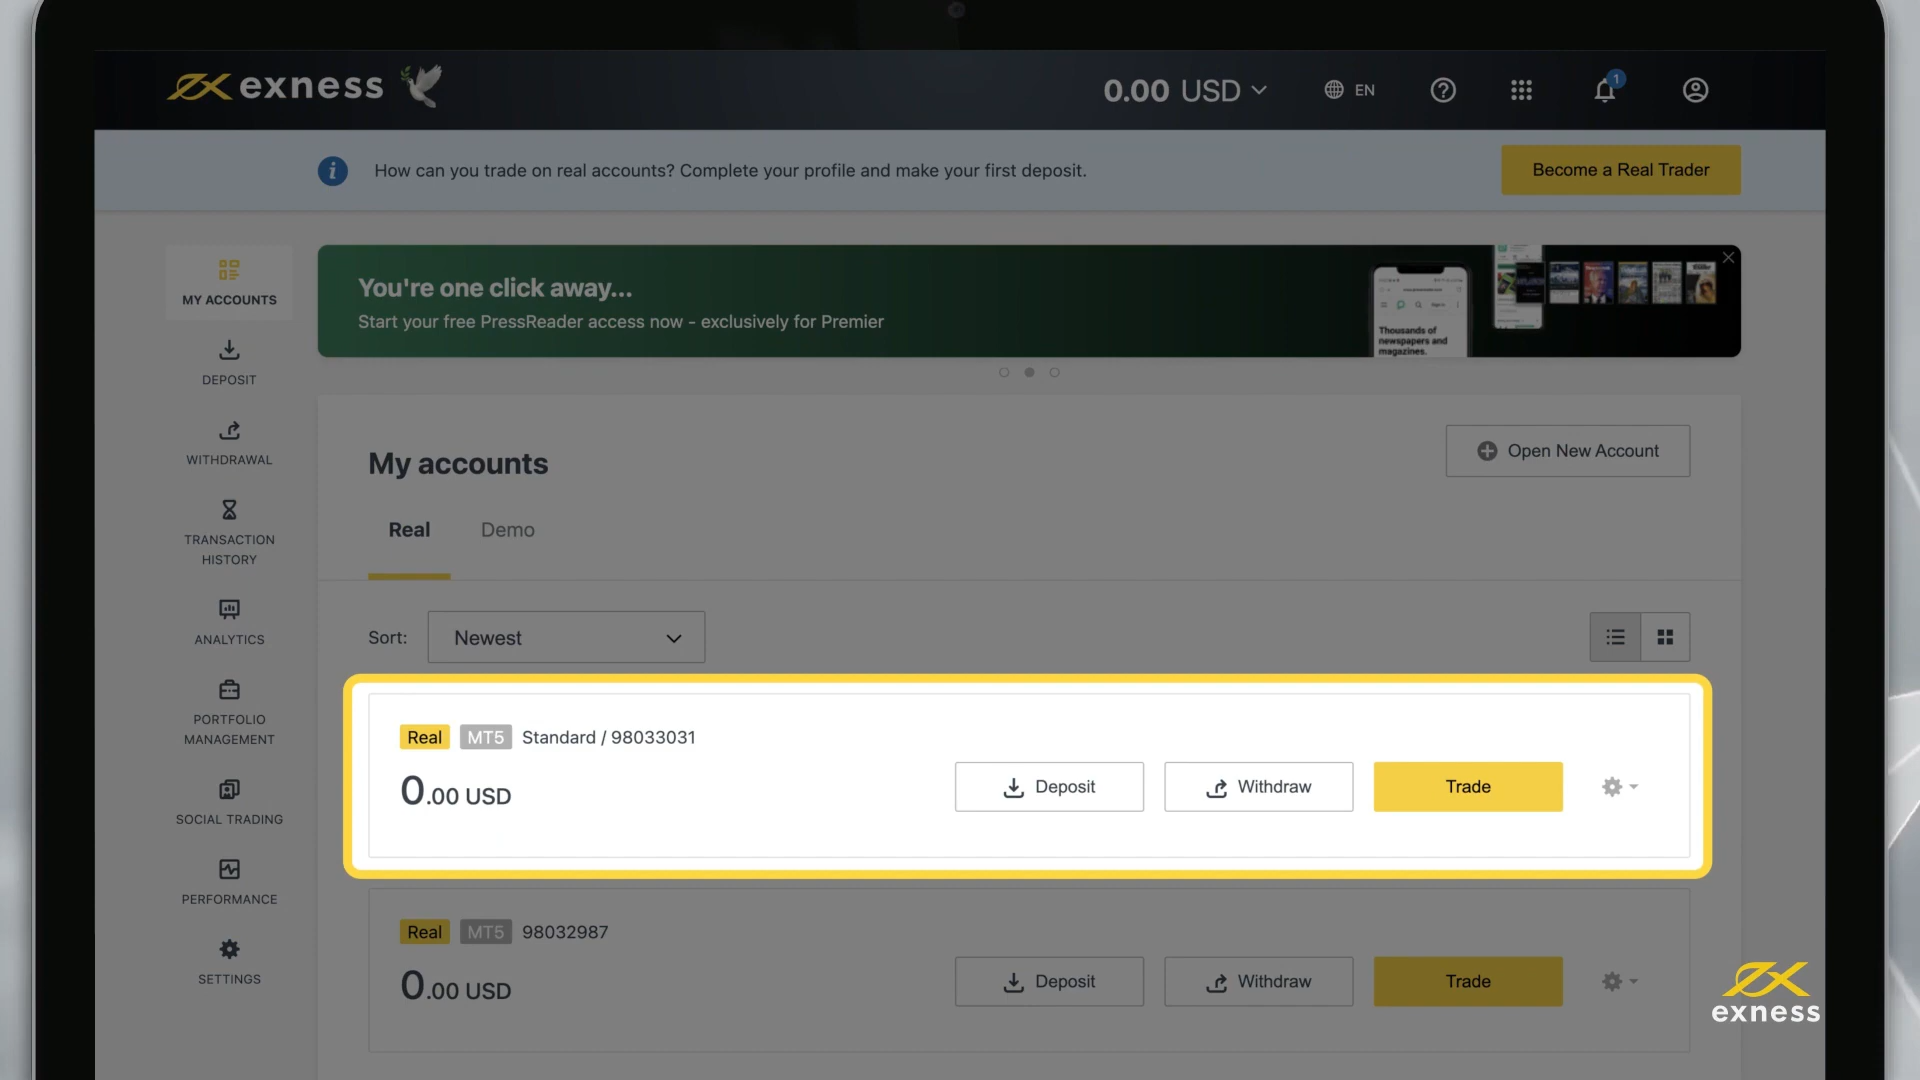 exness
0.00 USD
EN
1
How can you trade on real accounts? Complete your profile and make your first deposit.
Become a Real Trader
You're one click away...
Start your free PressReader access now - exclusively for Premier
Thousands of
newspapers and
magazines.
MY ACCOUNTS
DEPOSIT
WITHDRAWAL
TRANSACTION
HISTORY
ANALYTICS
PORTFOLIO
MANAGEMENT
SOCIAL TRADING
PERFORMANCE
SETTINGS
My accounts
Open New Account
Real
Demo
Sort:
Newest
Real MT5 Standard / 98033031
0.00 USD
Deposit
Withdraw
Trade
Real MT5 98032987
0.00 USD
Deposit
Withdraw
Trade
exness